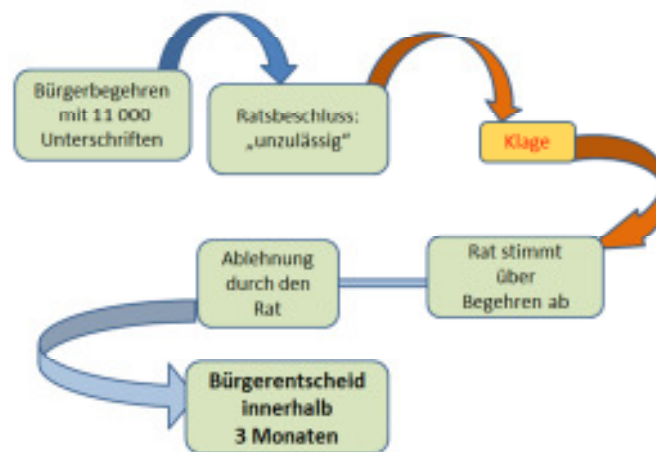 Bürgerbegehren
mit 11 000
Unterschriften
Ratsbeschluss:
„unzulässig“
Klage
Rat stimmt
über
Begehren ab
Ablehnung
durch den
Rat
Bürgerentscheid
innerhalb
3 Monaten